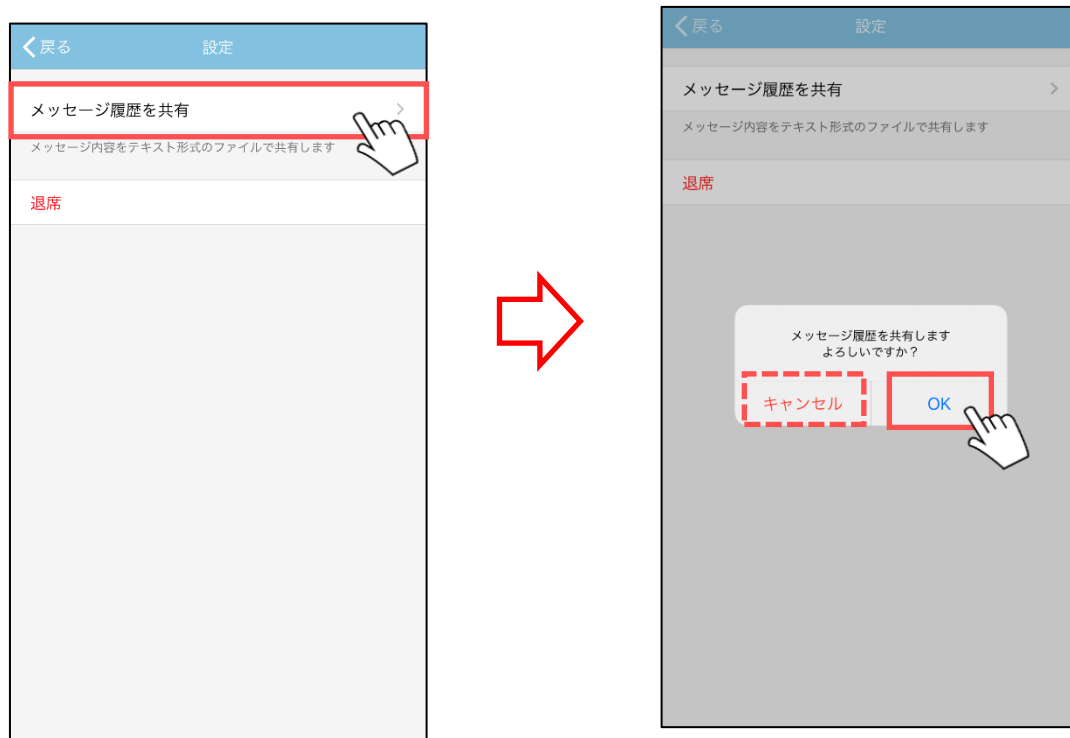 戻る
設定
メッセージ履歴を共有
メッセージ内容をテキスト形式のファイルで共有します
退席
戻る
設定
メッセージ履歴を共有
メッセージ内容をテキスト形式のファイルで共有します
退席
メッセージ履歴を共有します
よろしいですか？
キャンセル
OK